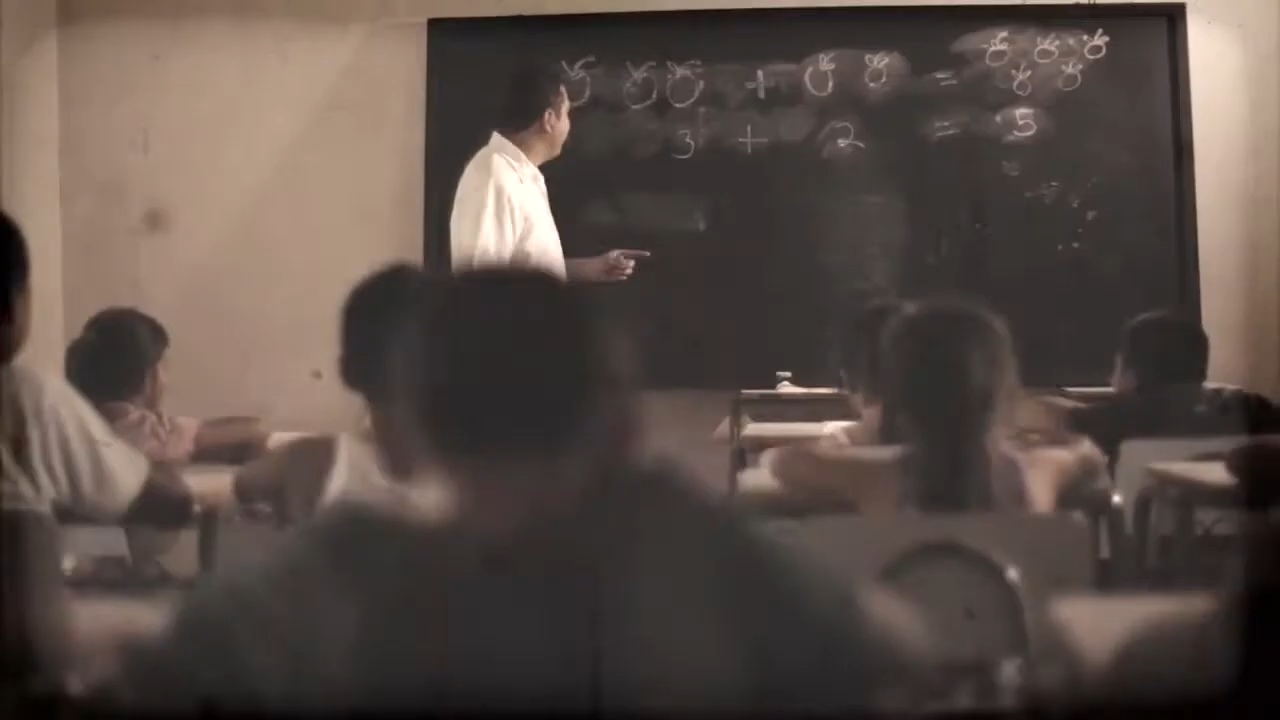 + =
3 + 2 = 5